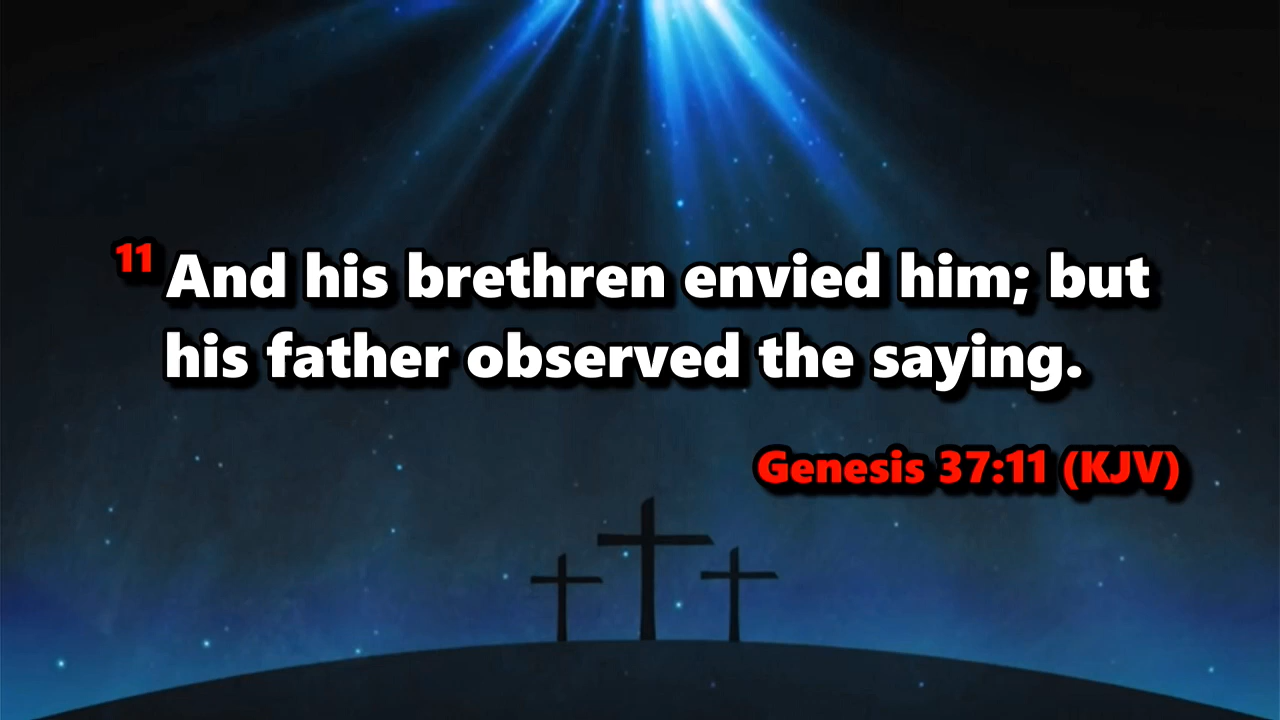 11 And his brethren envied him; but
his father observed the saying.
Genesis 37:11 (KJV)